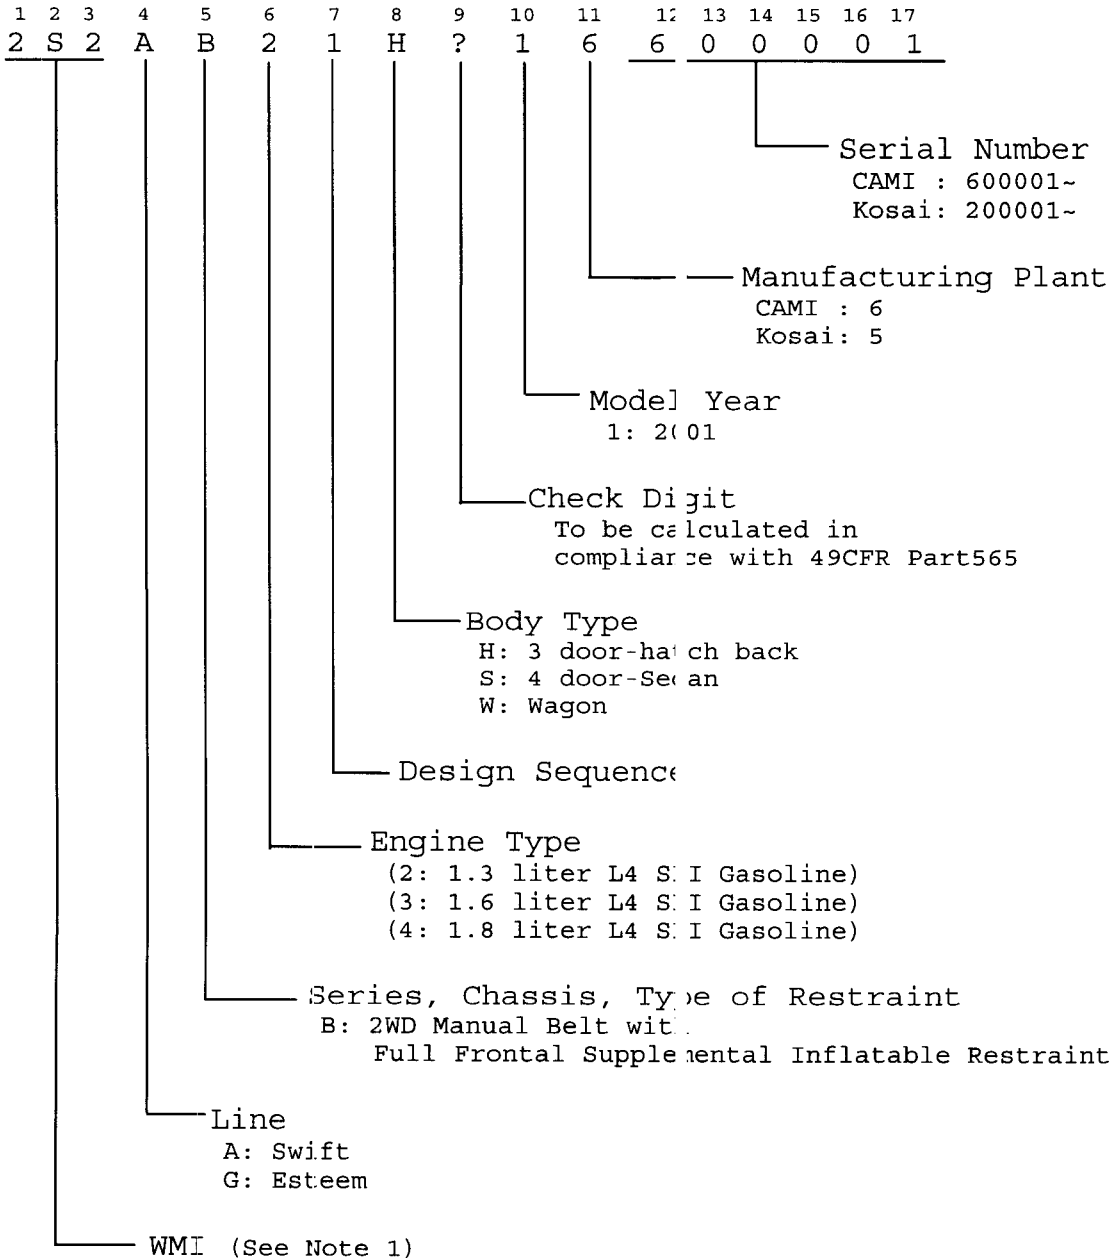 1 2 3 4 5 6 7 8 9 10 11 12 13 14 15 16 17
2 S 2 A B 2 1 H ? 1 6 6 0 0 0 0 1
Serial Number
CAMI : 600001~
Kosai: 200001~
Manufacturing Plant
CAMI : 6
Kosai: 5
Model Year
1: 2001
Check Digit
To be calculated in
compliance with 49CFR Part565
Body Type
H: 3 door-hatch back
S: 4 door-Sedan
W: Wagon
Design Sequence
Engine Type
(2: 1.3 liter L4 SFI Gasoline)
(3: 1.6 liter L4 SFI Gasoline)
(4: 1.8 liter L4 SFI Gasoline)
Series, Chassis, Type of Restraint
B: 2WD Manual Belt with
Full Frontal Supplemental Inflatable Restraint
Line
A: Swift
G: Esteem
WMI (See Note 1)